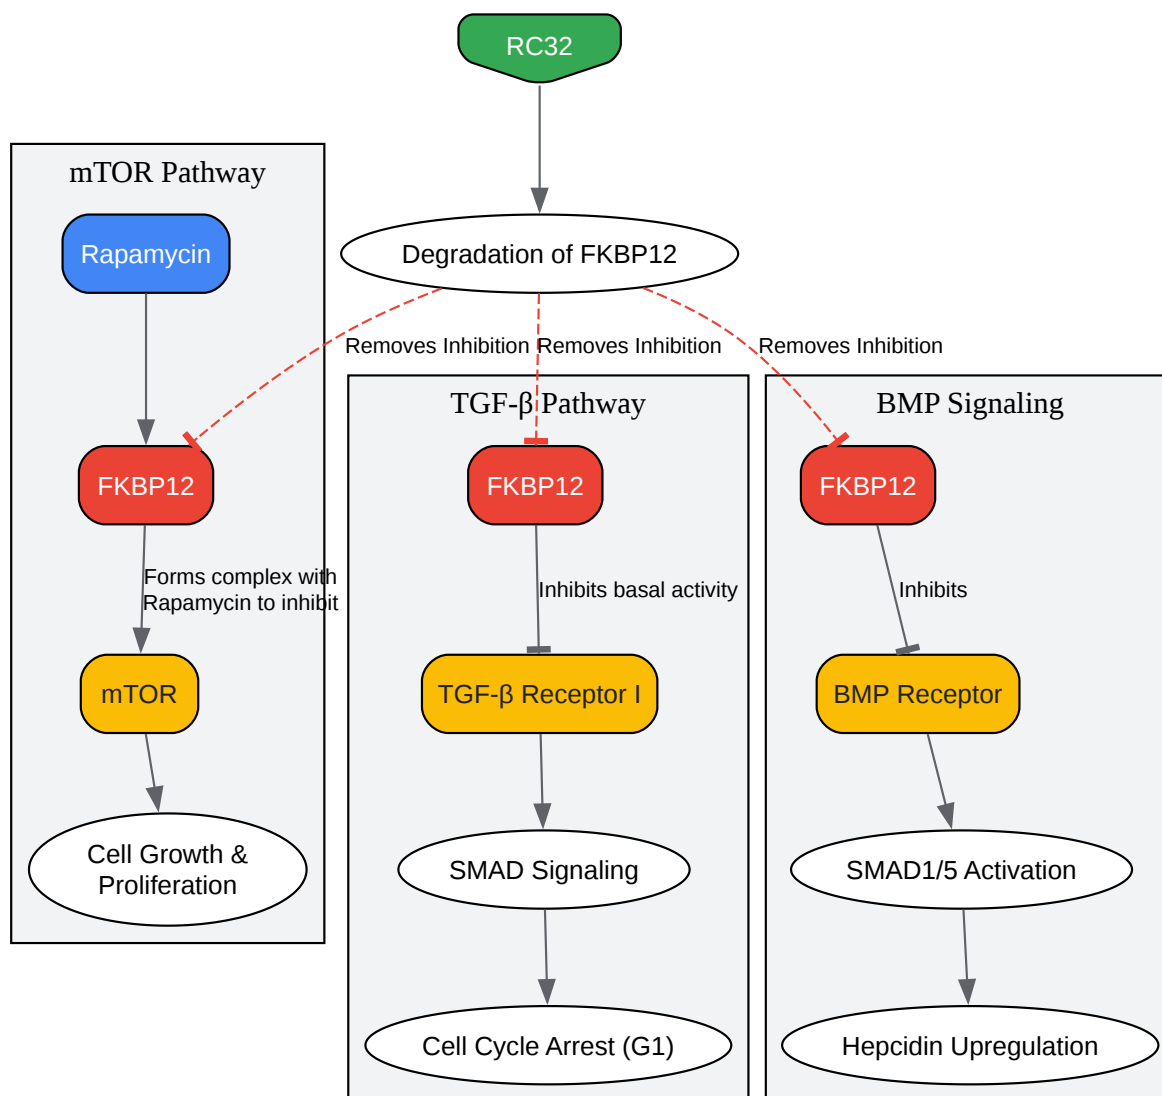 RC32
mTOR Pathway
Rapamycin
Degradation of FKBP12
Removes Inhibition
Removes Inhibition
Removes Inhibition
TGF-β Pathway
BMP Signaling
FKBP12
FKBP12
FKBP12
Forms complex with
Rapamycin to inhibit
Inhibits basal activity
Inhibits
mTOR
TGF-β Receptor I
BMP Receptor
Cell Growth &
Proliferation
SMAD Signaling
SMAD1/5 Activation
Cell Cycle Arrest (G1)
Hepcidin Upregulation